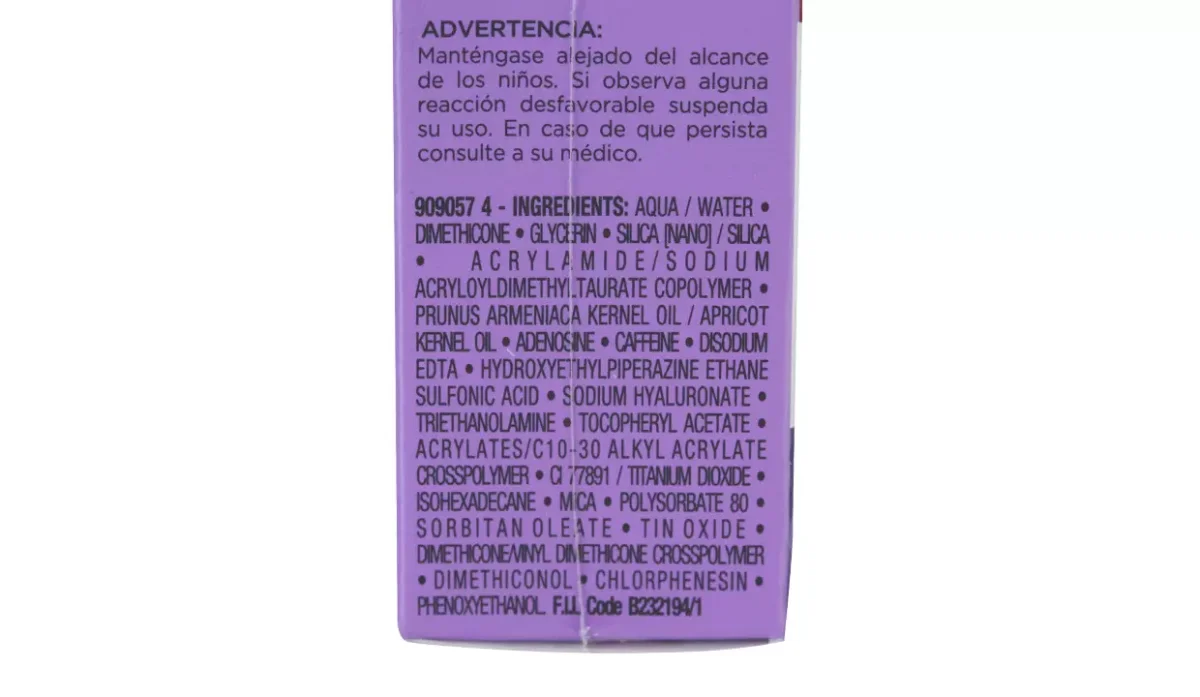 ADVERTENCIA:
Manténgase alejado del alcance
de los niños. Si observa alguna
reacción desfavorable suspenda
su uso. En caso de que persista
consulte a su médico.
909057 4 - INGREDIENTS: AQUA / WATER •
DIMETHICONE • GLYCERIN • SILICA [NANO] / SILICA
• ACRYLAMIDE/SODIUM
ACRYLOYLDIMETHYLTAURATE COPOLYMER •
PRUNUS ARMENIACA KERNEL OIL / APRICOT
KERNEL OIL • ADENOSINE • CAFFEINE • DISODIUM
EDTA • HYDROXYETHYLPIPERAZINE ETHANE
SULFONIC ACID • SODIUM HYALURONATE •
TRIETHANOLAMINE • TOCOPHERYL ACETATE •
ACRYLATES/C10-30 ALKYL ACRYLATE
CROSSPOLYMER • CI 77891 / TITANIUM DIOXIDE •
ISOHEXADECANE • MICA • POLYSORBATE 80 •
SORBITAN OLEATE • TIN OXIDE •
DIMETHICONE/VINYL DIMETHICONE CROSSPOLYMER
• DIMETHICONOL • CHLORPHENESIN •
PHENOXYETHANOL. F.I.L. Code B232194/1